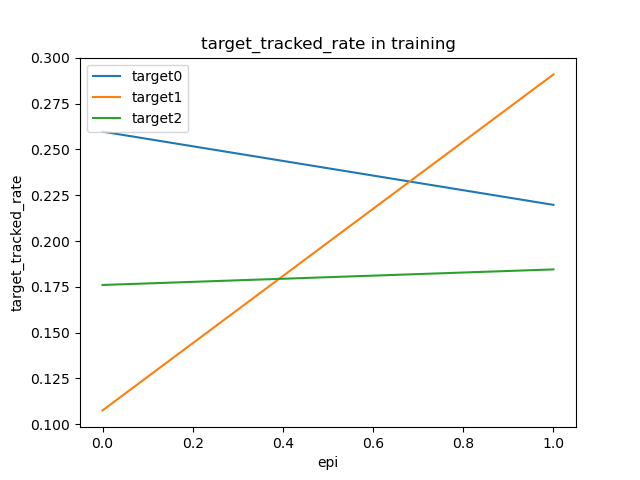 target_tracked_rate in training
target0
target1
target2
target_tracked_rate
0.300
0.275
0.250
0.225
0.200
0.175
0.150
0.125
0.100
0.0
0.2
0.4
0.6
0.8
1.0
epi